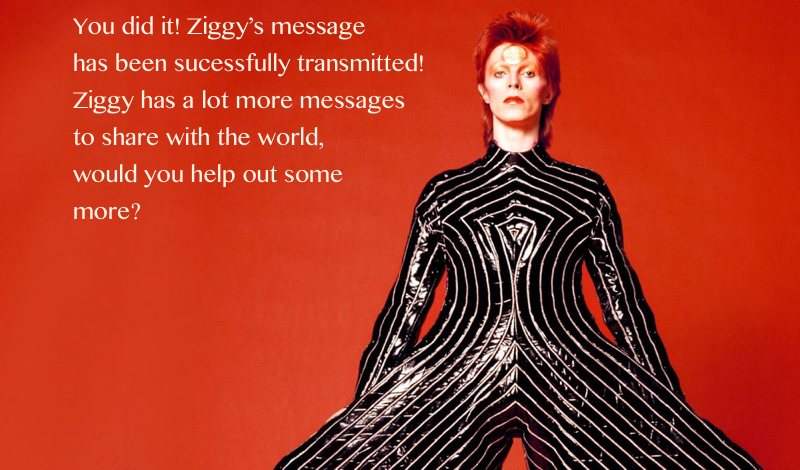 You did it! Ziggy’s message
has been sucessfully transmitted!
Ziggy has a lot more messages
to share with the world,
would you help out some
more?